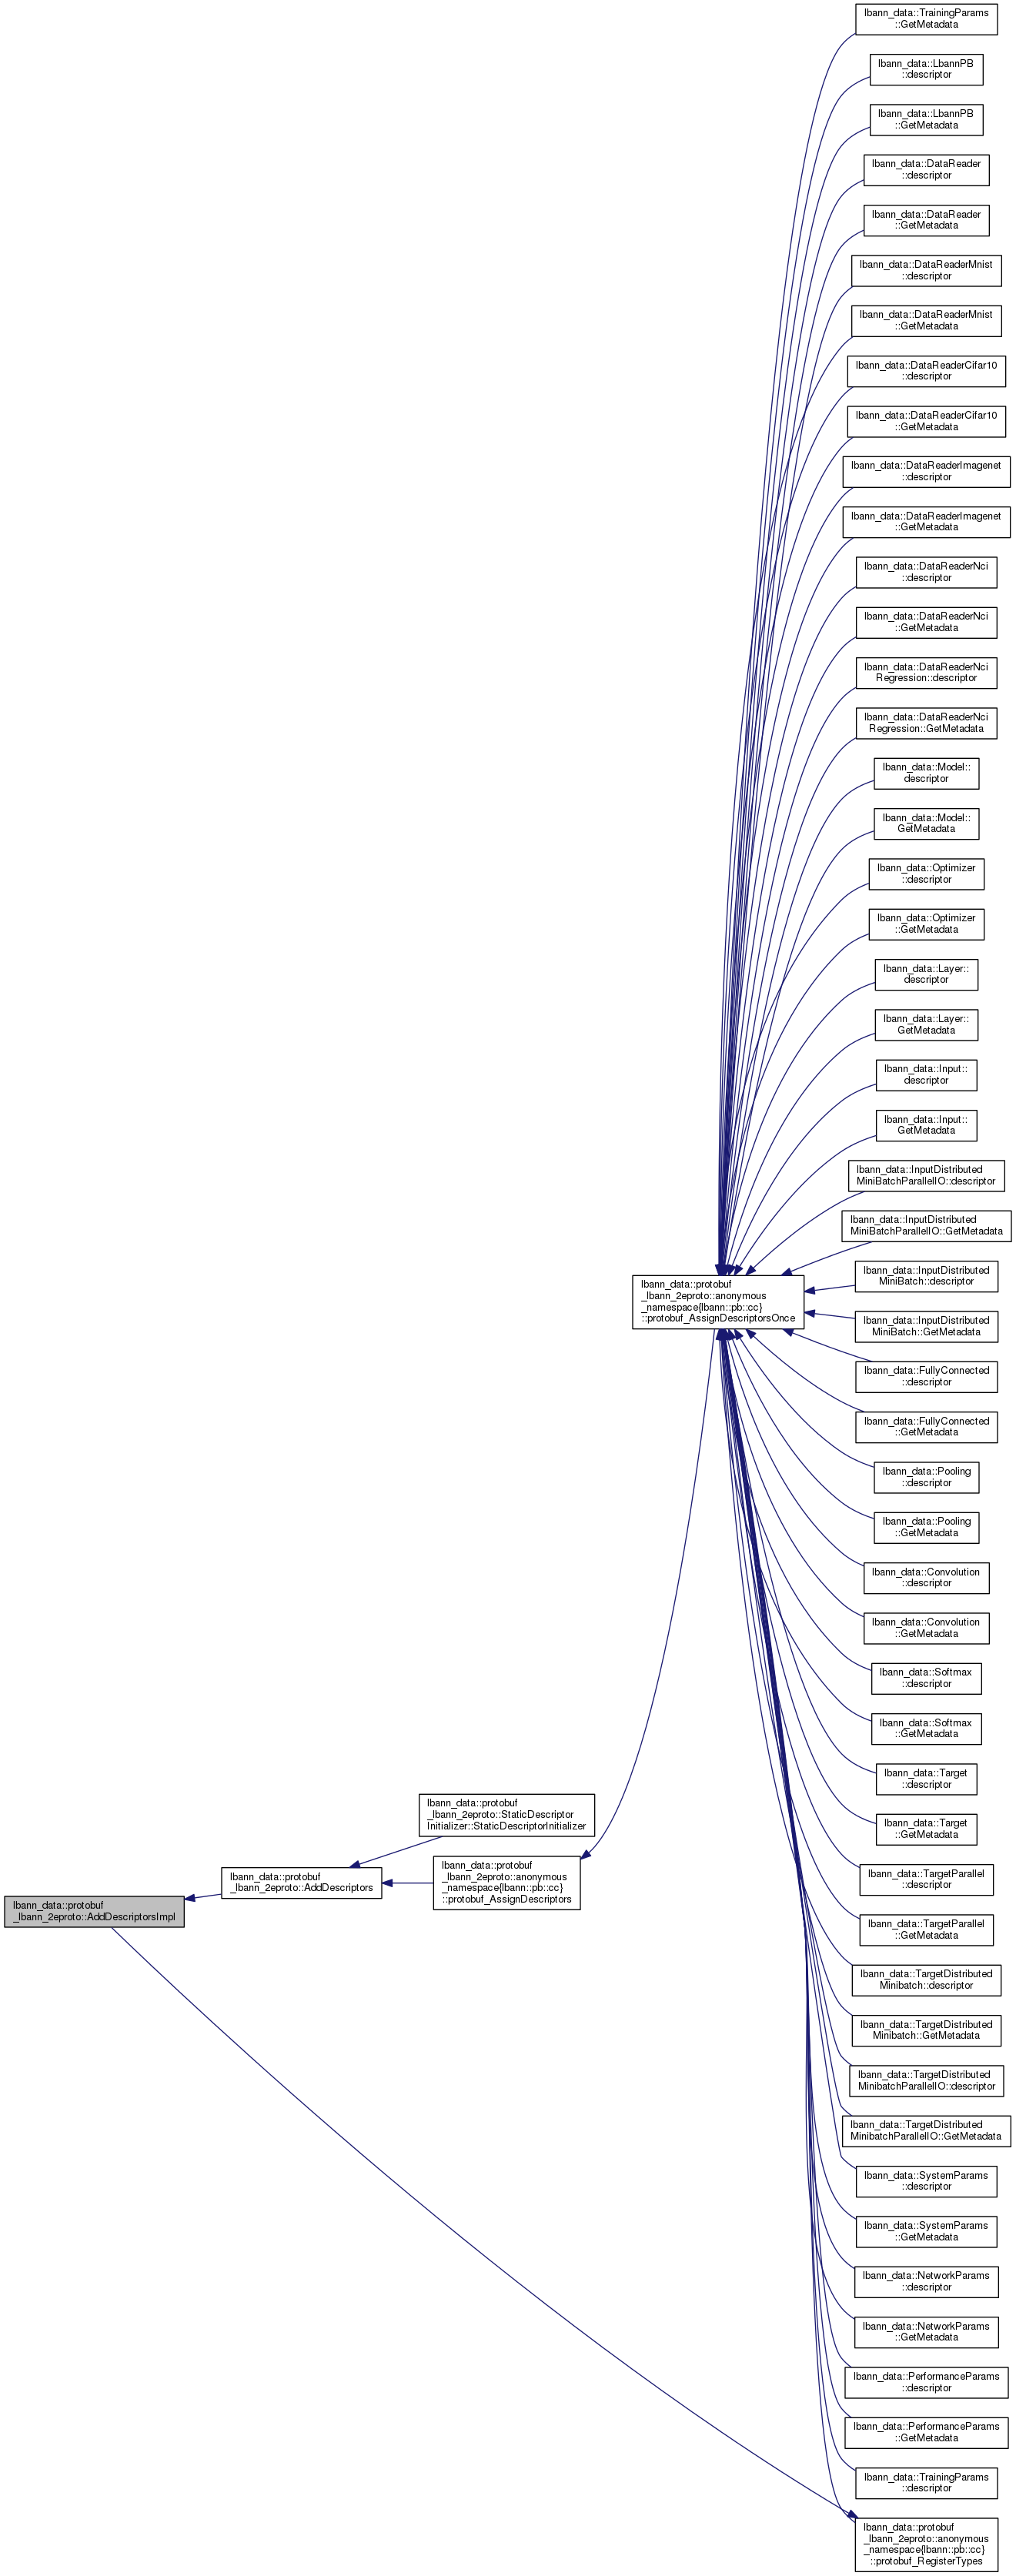 lbann_data::TrainingParams
::GetMetadata
lbann_data::LbannPB
::descriptor
lbann_data::LbannPB
::GetMetadata
lbann_data::DataReader
::descriptor
lbann_data::DataReader
::GetMetadata
lbann_data::DataReaderMnist
::descriptor
lbann_data::DataReaderMnist
::GetMetadata
lbann_data::DataReaderCifar10
::descriptor
lbann_data::DataReaderCifar10
::GetMetadata
lbann_data::DataReaderImagenet
::descriptor
lbann_data::DataReaderImagenet
::GetMetadata
lbann_data::DataReaderNci
::descriptor
lbann_data::DataReaderNci
::GetMetadata
lbann_data::DataReaderNci
Regression::descriptor
lbann_data::DataReaderNci
Regression::GetMetadata
lbann_data::Model::
descriptor
lbann_data::Model::
GetMetadata
lbann_data::Optimizer
::descriptor
lbann_data::Optimizer
::GetMetadata
lbann_data::Layer::
descriptor
lbann_data::Layer::
GetMetadata
lbann_data::Input::
descriptor
lbann_data::Input::
GetMetadata
lbann_data::InputDistributed
MiniBatchParallelIO::descriptor
lbann_data::InputDistributed
MiniBatchParallelIO::GetMetadata
lbann_data::InputDistributed
MiniBatch::descriptor
lbann_data::protobuf
_lbann_2eproto::anonymous
_namespace{lbann::pb::cc}
::protobuf_AssignDescriptorsOnce
lbann_data::InputDistributed
MiniBatch::GetMetadata
lbann_data::FullyConnected
::descriptor
lbann_data::FullyConnected
::GetMetadata
lbann_data::Pooling
::descriptor
lbann_data::Pooling
::GetMetadata
lbann_data::Convolution
::descriptor
lbann_data::Convolution
::GetMetadata
lbann_data::Softmax
::descriptor
lbann_data::Softmax
::GetMetadata
lbann_data::Target
::descriptor
lbann_data::protobuf
_lbann_2eproto::StaticDescriptor
Initializer::StaticDescriptorInitializer
lbann_data::Target
::GetMetadata
lbann_data::protobuf
_lbann_2eproto::anonymous
_namespace{lbann::pb::cc}
::protobuf_AssignDescriptors
lbann_data::protobuf
_lbann_2eproto::AddDescriptors
lbann_data::TargetParallel
::descriptor
lbann_data::protobuf
_lbann_2eproto::AddDescriptorsImpl
lbann_data::TargetParallel
::GetMetadata
lbann_data::TargetDistributed
Minibatch::descriptor
lbann_data::TargetDistributed
Minibatch::GetMetadata
lbann_data::TargetDistributed
MinibatchParallelIO::descriptor
lbann_data::TargetDistributed
MinibatchParallelIO::GetMetadata
lbann_data::SystemParams
::descriptor
lbann_data::SystemParams
::GetMetadata
lbann_data::NetworkParams
::descriptor
lbann_data::NetworkParams
::GetMetadata
lbann_data::PerformanceParams
::descriptor
lbann_data::PerformanceParams
::GetMetadata
lbann_data::TrainingParams
::descriptor
lbann_data::protobuf
_lbann_2eproto::anonymous
_namespace{lbann::pb::cc}
::protobuf_RegisterTypes